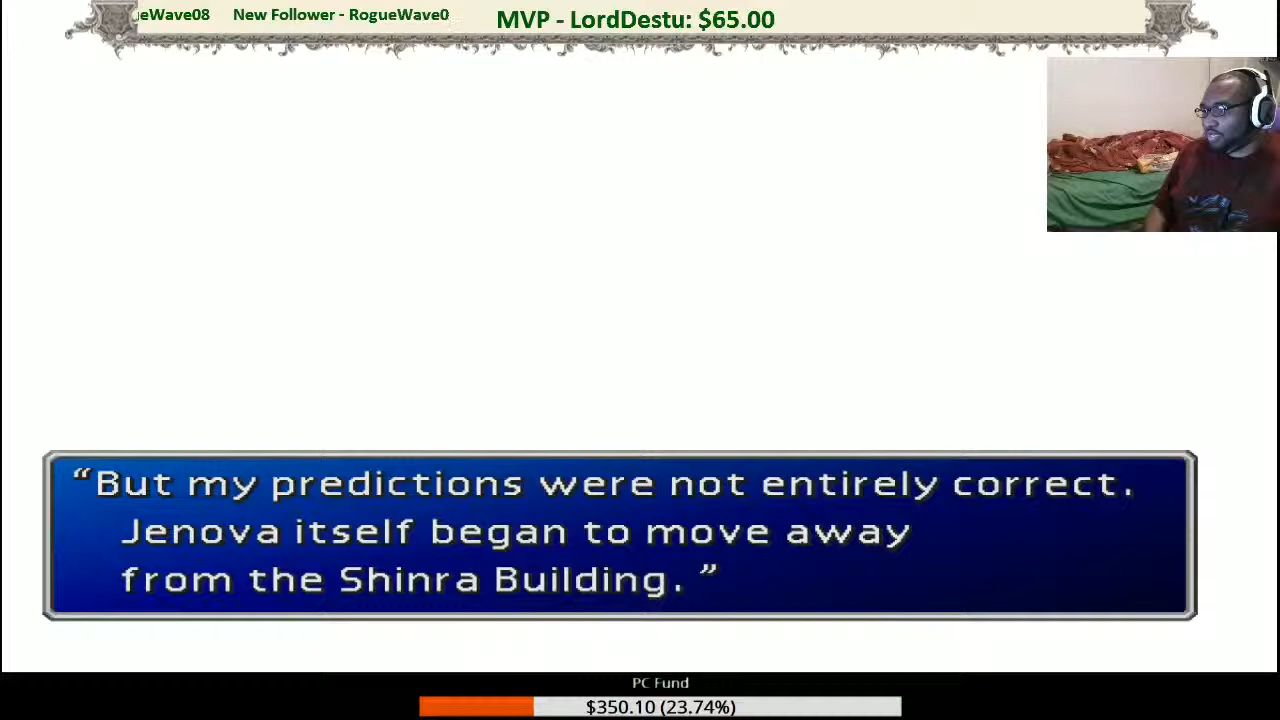 ueWave08 New Follower - RogueWave0
MVP - LordDestu: $65.00
“But my predictions were not entirely correct.
Jenova itself began to move away
from the Shinra Building. ”
PC Fund
$350.10 (23.74%)